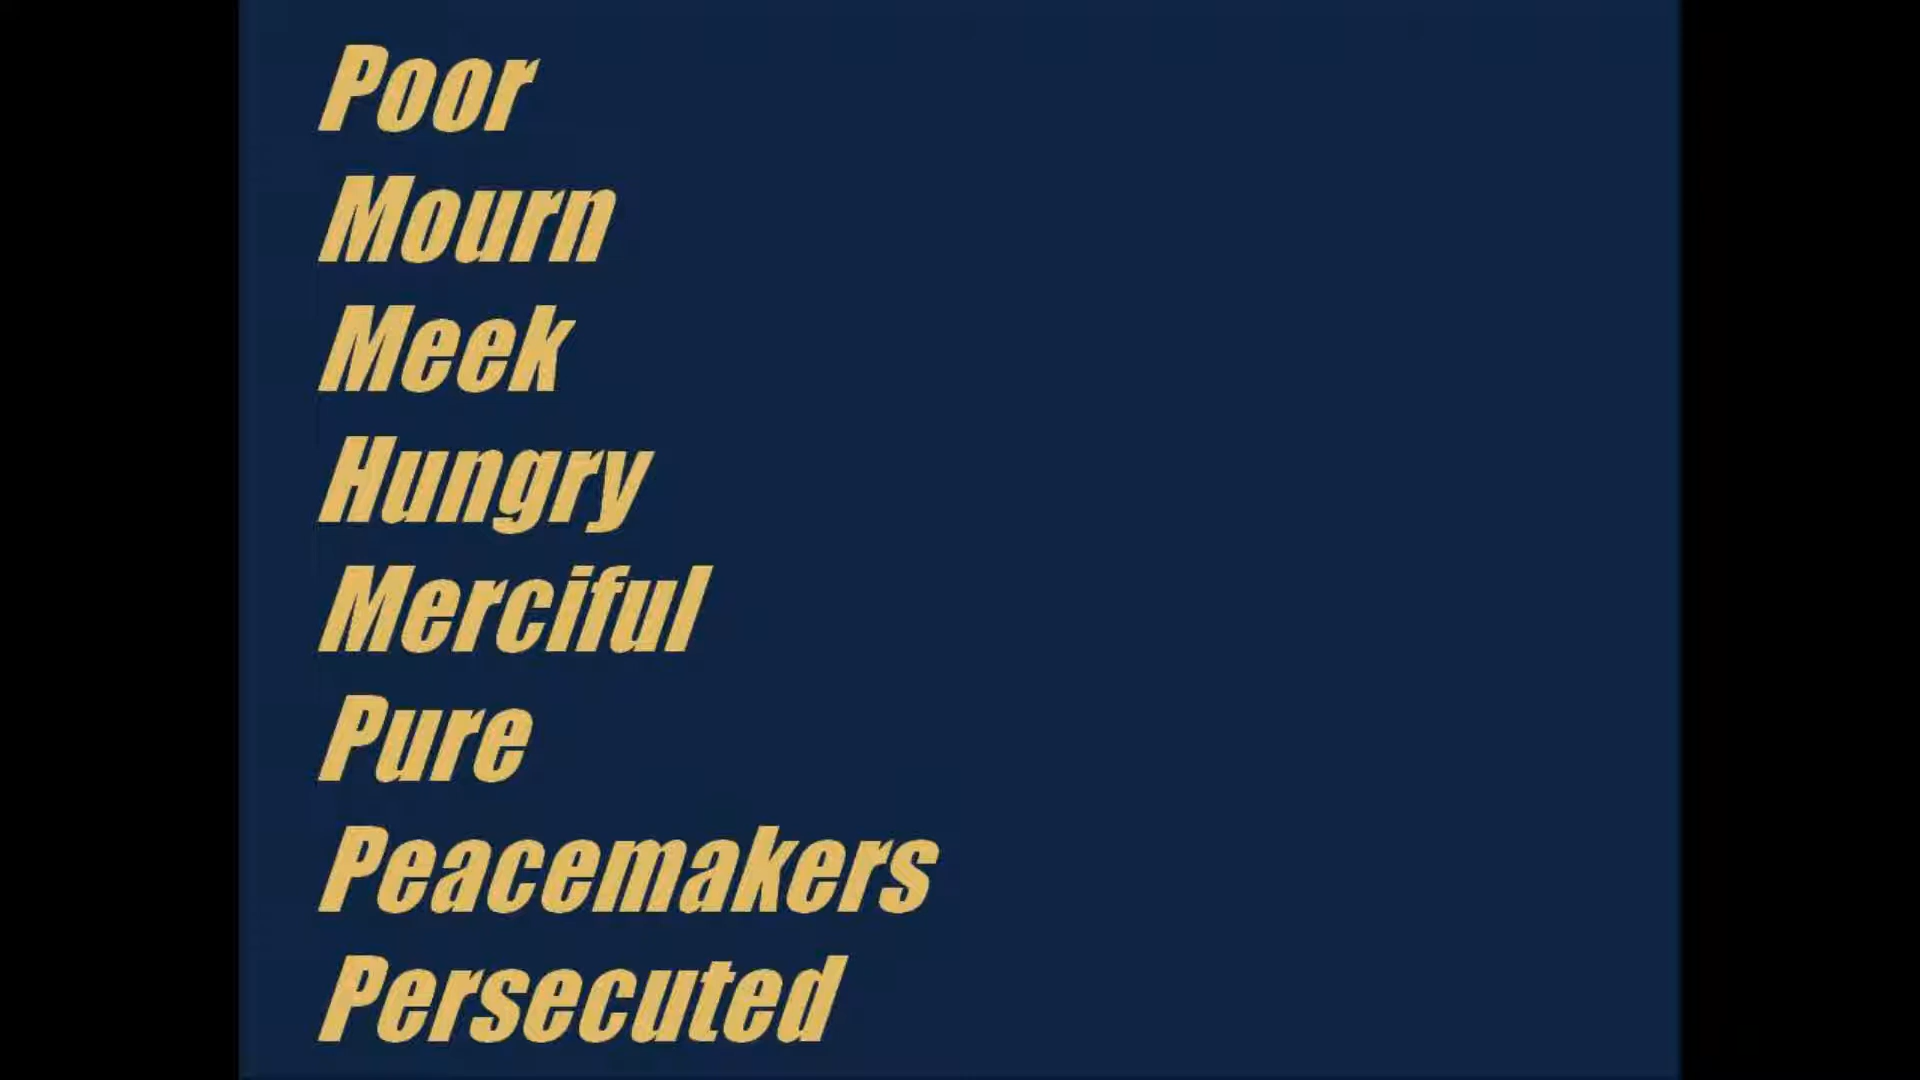 Poor
Mourn
Meek
Hungry
Merciful
Pure
Peacemakers
Persecuted